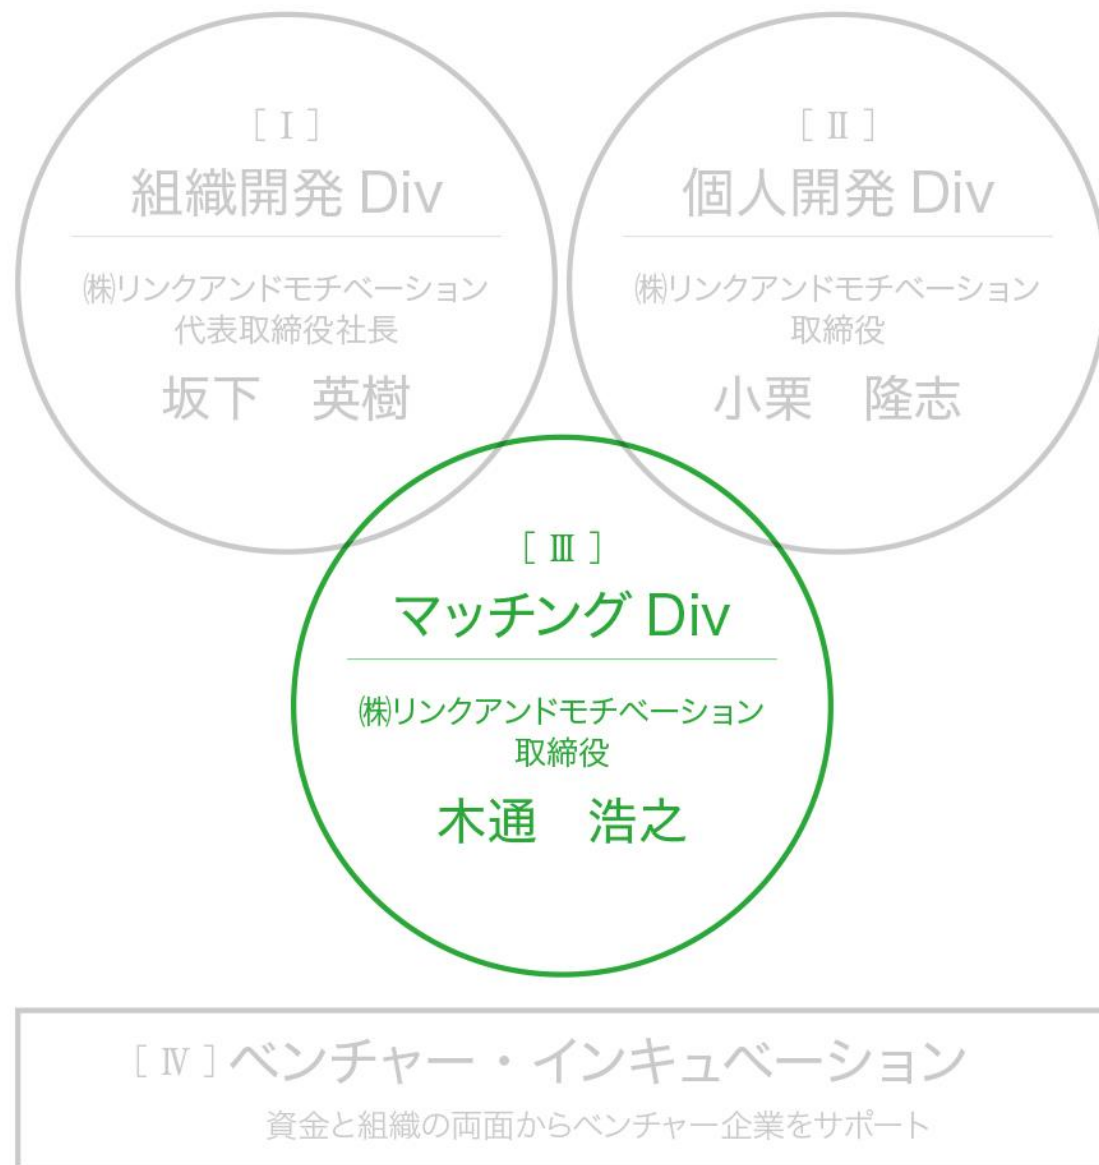 [ Ⅰ ]
組織開発 Div
㈱リンクアンドモチベーション
代表取締役社長
坂下　英樹
[ Ⅱ ]
個人開発 Div
㈱リンクアンドモチベーション
取締役
小栗　隆志
[ Ⅲ ]
マッチング Div
㈱リンクアンドモチベーション
取締役
木通　浩之
[ Ⅳ ] ベンチャー・インキュベーション
資金と組織の両面からベンチャー企業をサポート